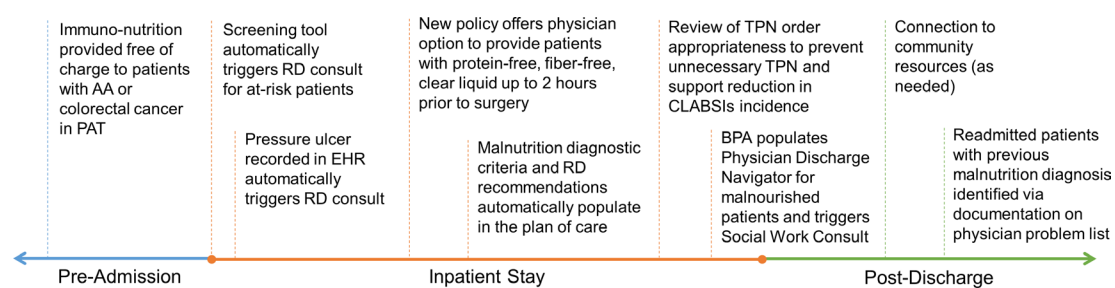 Immuno-nutrition
provided free of
charge to patients
with AA or
colorectal cancer
in PAT
Screening tool
automatically
triggers RD consult
for at-risk patients
Pressure ulcer
recorded in EHR
automatically
triggers RD consult
New policy offers physician
option to provide patients
with protein-free, fiber-free,
clear liquid up to 2 hours
prior to surgery
Malnutrition diagnostic
criteria and RD
recommendations
automatically populate
in the plan of care
Review of TPN order
appropriateness to prevent
unnecessary TPN and
support reduction in
CLABSIs incidence
BPA populates
Physician Discharge
Navigator for
malnourished
patients and triggers
Social Work Consult
Connection to
community
resources (as
needed)
Readmitted patients
with previous
malnutrition diagnosis
identified via
documentation on
physician problem list
Pre-Admission
Inpatient Stay
Post-Discharge